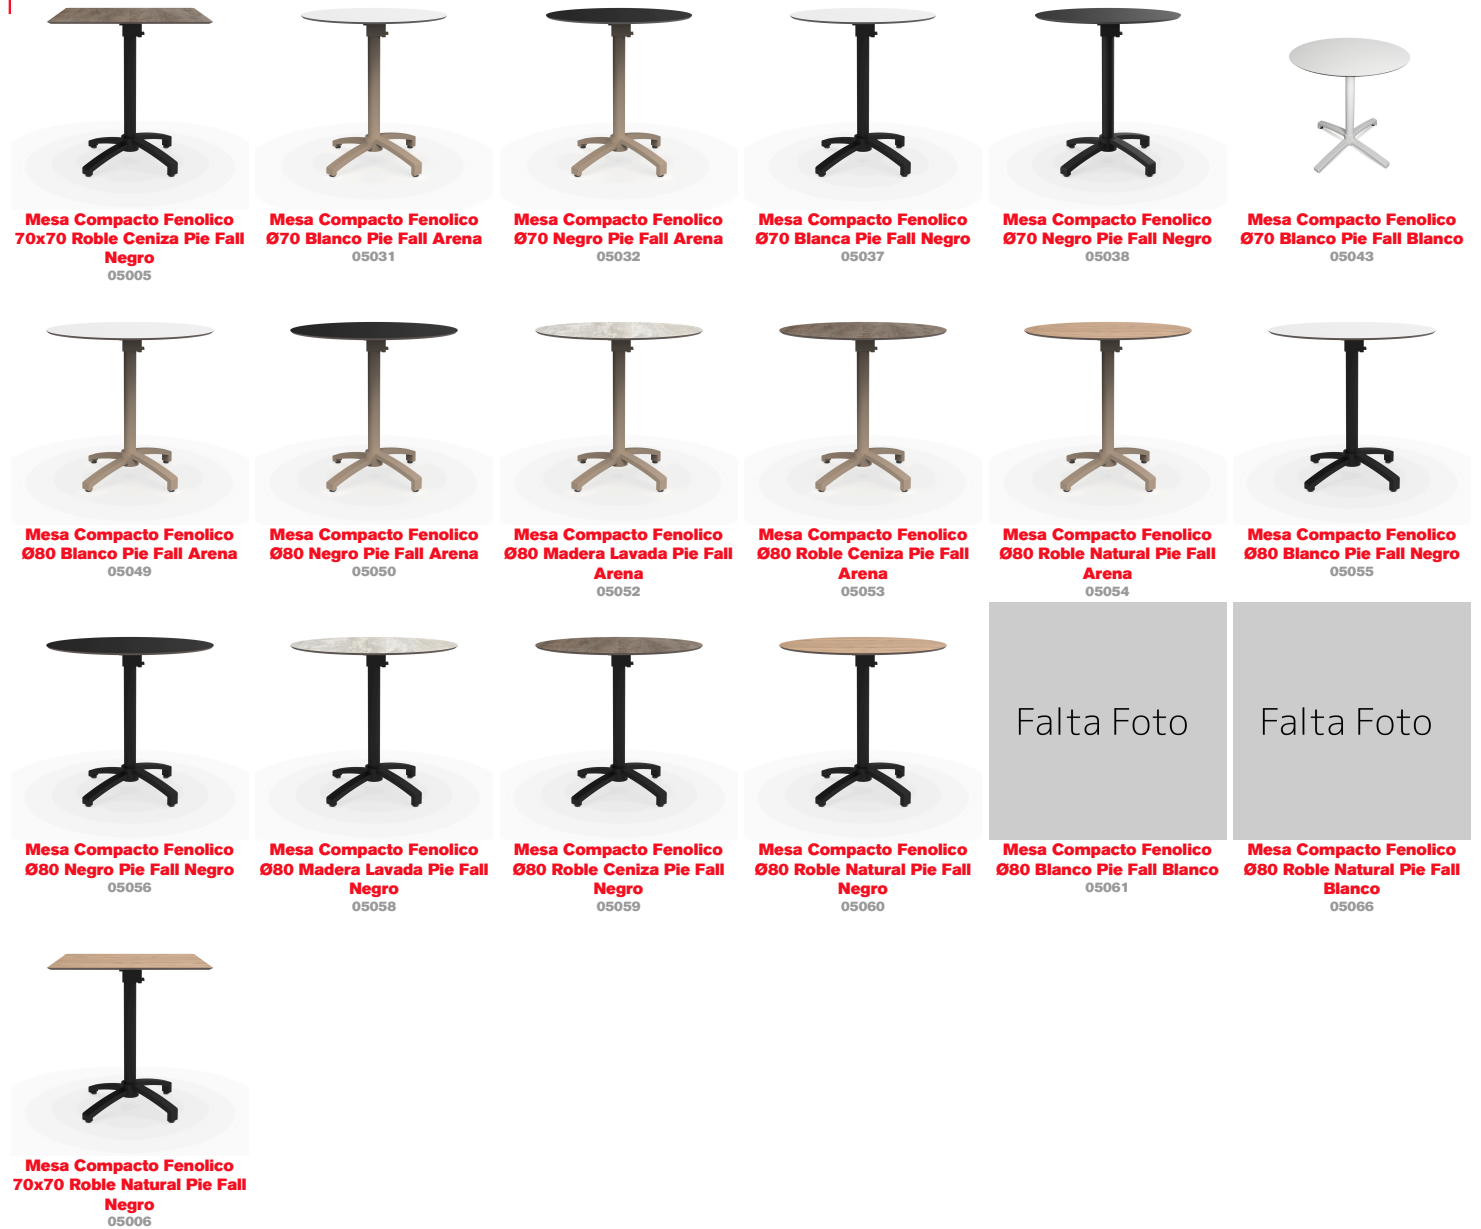 Mesa Compacto Fenolico
70x70 Roble Ceniza Pie Fall
Negro
05005
Mesa Compacto Fenolico
Ø70 Blanco Pie Fall Arena
05031
Mesa Compacto Fenolico
Ø70 Negro Pie Fall Arena
05032
Mesa Compacto Fenolico
Ø70 Blanca Pie Fall Negro
05037
Mesa Compacto Fenolico
Ø70 Negro Pie Fall Negro
05038
Mesa Compacto Fenolico
Ø70 Blanco Pie Fall Blanco
05043
Mesa Compacto Fenolico
Ø80 Blanco Pie Fall Arena
05049
Mesa Compacto Fenolico
Ø80 Negro Pie Fall Arena
05050
Mesa Compacto Fenolico
Ø80 Madera Lavada Pie Fall
Arena
05052
Mesa Compacto Fenolico
Ø80 Roble Ceniza Pie Fall
Arena
05053
Mesa Compacto Fenolico
Ø80 Roble Natural Pie Fall
Arena
05054
Mesa Compacto Fenolico
Ø80 Blanco Pie Fall Negro
05055
Mesa Compacto Fenolico
Ø80 Negro Pie Fall Negro
05056
Mesa Compacto Fenolico
Ø80 Madera Lavada Pie Fall
Negro
05058
Mesa Compacto Fenolico
Ø80 Roble Ceniza Pie Fall
Negro
05059
Mesa Compacto Fenolico
Ø80 Roble Natural Pie Fall
Negro
05060
Falta Foto
Mesa Compacto Fenolico
Ø80 Blanco Pie Fall Blanco
05061
Falta Foto
Mesa Compacto Fenolico
Ø80 Roble Natural Pie Fall
Blanco
05066
Mesa Compacto Fenolico
70x70 Roble Natural Pie Fall
Negro
05006